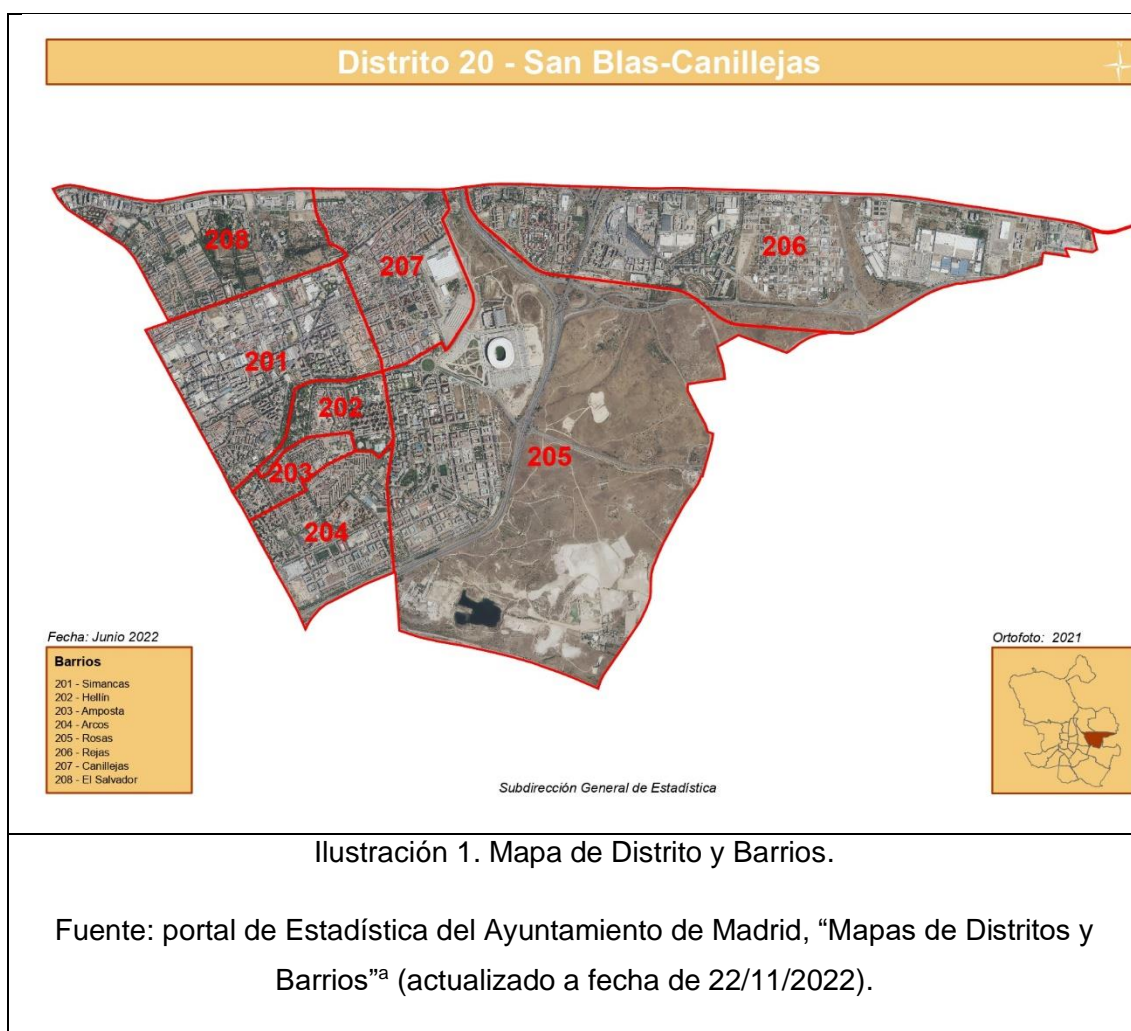 Distrito 20 - San Blas-Canillejas
208
207
206
201
202
205
203
204
Fecha: Junio 2022
Ortofoto: 2021
Barrios
201 - Simancas
202 - Hellín
203 - Amposta
204 - Arcos
205 - Rosas
206 - Rejas
207 - Canillejas
208 - El Salvador
Subdirección General de Estadística
Ilustración 1. Mapa de Distrito y Barrios.
Fuente: portal de Estadística del Ayuntamiento de Madrid, “Mapas de Distritos y
Barrios”ª (actualizado a fecha de 22/11/2022).